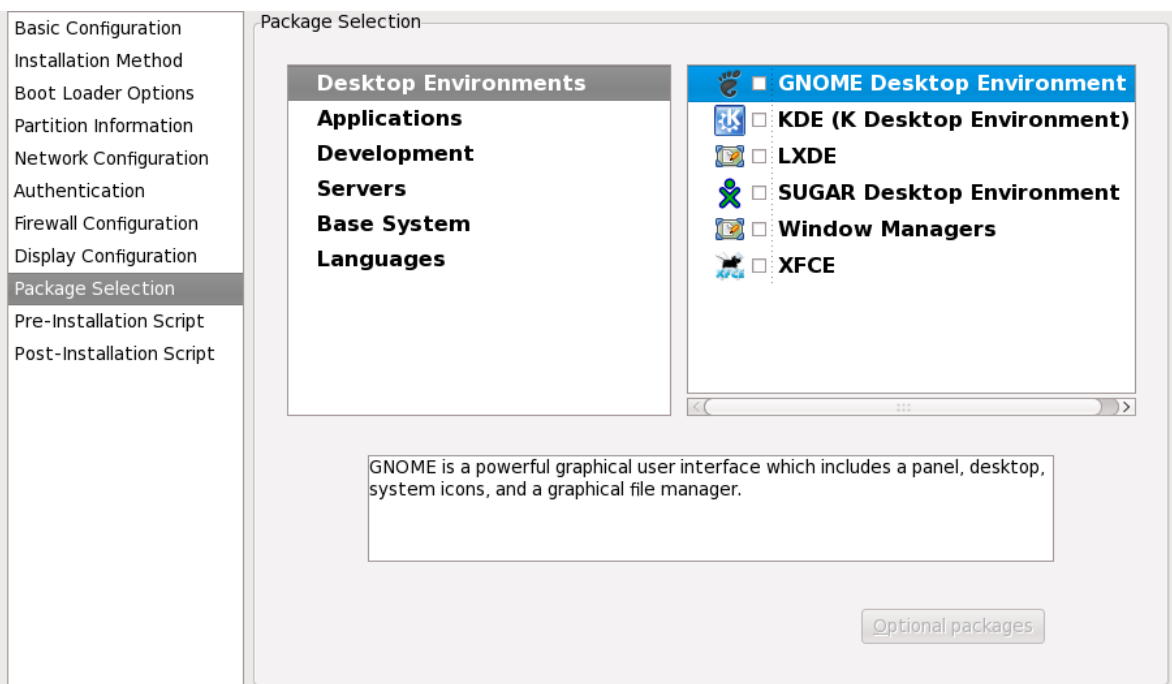 Basic Configuration
Installation Method
Boot Loader Options
Partition Information
Network Configuration
Authentication
Firewall Configuration
Display Configuration
Package Selection
Pre-Installation Script
Post-Installation Script
Package Selection
Desktop Environments
Applications
Development
Servers
Base System
Languages
GNOME Desktop Environment
KDE (K Desktop Environment)
LXDE
SUGAR Desktop Environment
Window Managers
XFCE
GNOME is a powerful graphical user interface which includes a panel, desktop,
system icons, and a graphical file manager.
Optional packages